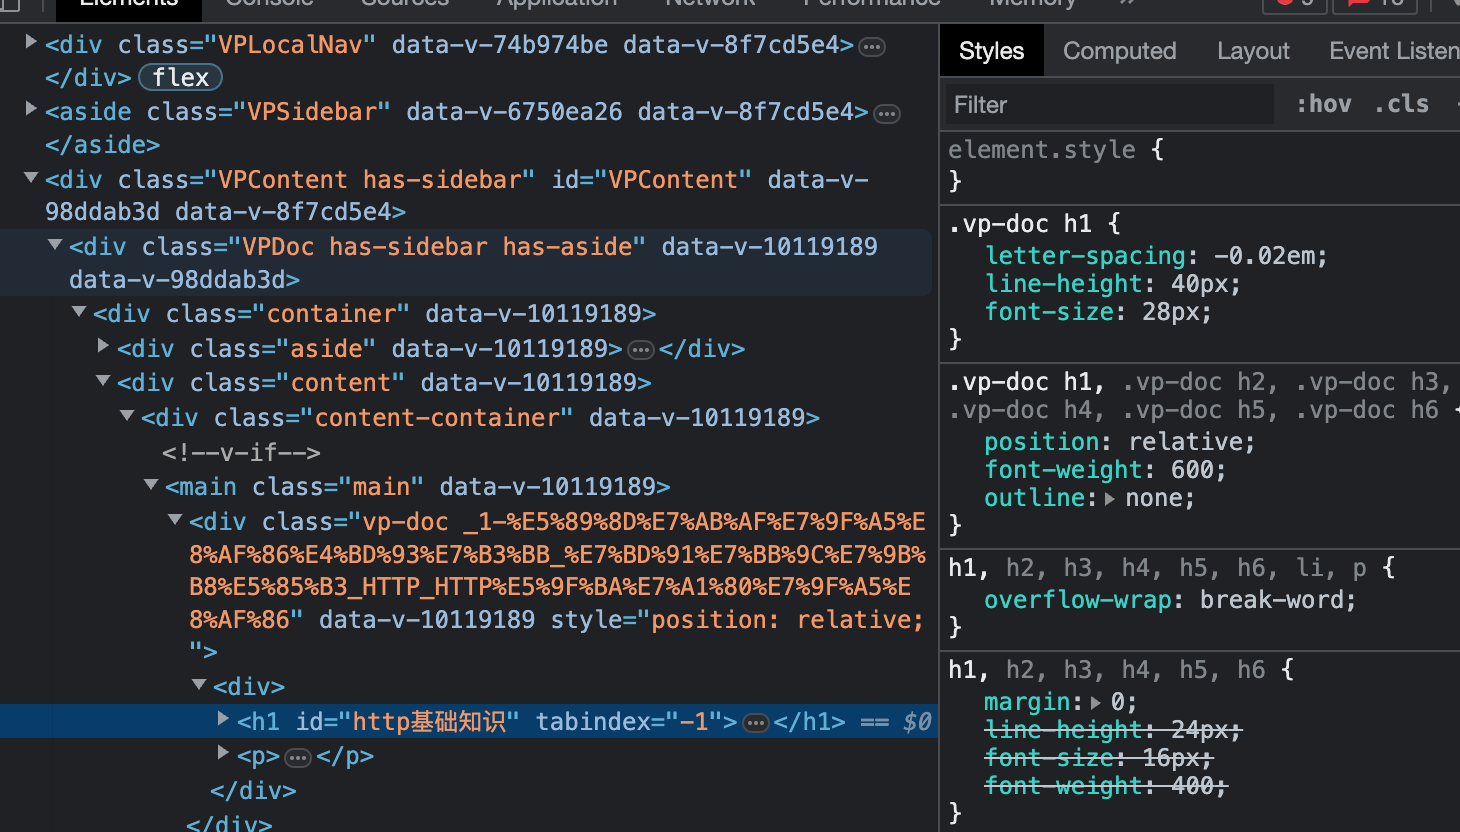 Elements Console Sources Application Network Performance Memory » 9
<div class="VPLocalNav" data-v-74b974be data-v-8f7cd5e4>…
</div> flex
<aside class="VPSidebar" data-v-6750ea26 data-v-8f7cd5e4>…
</aside>
<div class="VPContent has-sidebar" id="VPContent" data-v-
98ddab3d data-v-8f7cd5e4>
<div class="VPDoc has-sidebar has-aside" data-v-10119189
data-v-98ddab3d>
<div class="container" data-v-10119189>
<div class="aside" data-v-10119189>…</div>
<div class="content" data-v-10119189>
<div class="content-container" data-v-10119189>
<!--v-if-->
<main class="main" data-v-10119189>
<div class="vp-doc _1-%E5%89%8D%E7%AB%AF%E7%9F%A5%E
8%AF%86%E4%BD%93%E7%B3%BB_%E7%BD%91%E7%BB%9C%E7%9B%
B8%E5%85%B3_HTTP_HTTP%E5%9F%BA%E7%A1%80%E7%9F%A5%E
8%AF%86" data-v-10119189 style="position: relative;
">
<div>
<h1 id="http基础知识" tabindex="-1">…</h1> == $0
<p>…</p>
</div>
</div>
Styles Computed Layout Event Listen
Filter :hov .cls
element.style {
}
.vp-doc h1 {
letter-spacing: -0.02em;
line-height: 40px;
font-size: 28px;
}
.vp-doc h1, .vp-doc h2, .vp-doc h3,
.vp-doc h4, .vp-doc h5, .vp-doc h6 {
position: relative;
font-weight: 600;
outline: none;
}
h1, h2, h3, h4, h5, h6, li, p {
overflow-wrap: break-word;
}
h1, h2, h3, h4, h5, h6 {
margin: 0;
line-height: 24px;
font-size: 16px;
font-weight: 400;
}